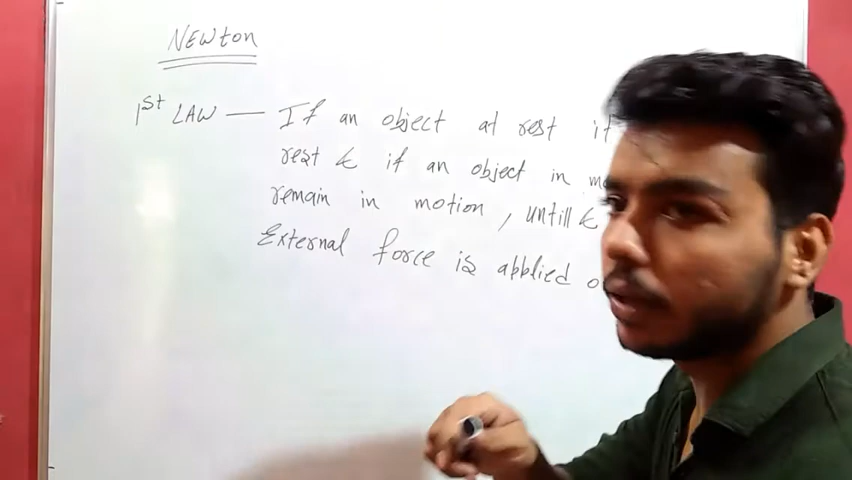 NEWton
1st LAW — If an object at rest it
rest & if an object in
remain in motion, untill &
External force is applied